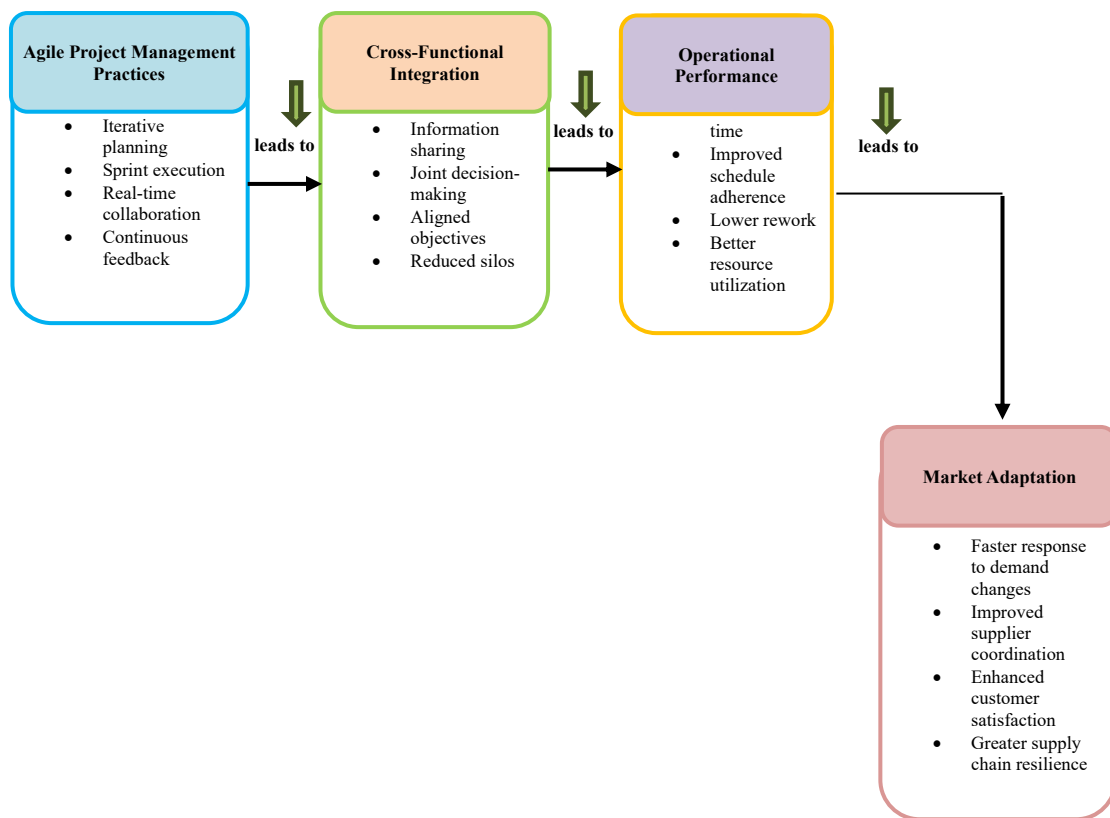 Agile Project Management
Practices
Iterative
planning
Sprint execution
Real-time
collaboration
Continuous
feedback
leads to
Cross-Functional
Integration
Information
sharing
Joint decision-
making
Aligned
objectives
Reduced silos
leads to
Operational
Performance
time
Improved
schedule
adherence
Lower rework
Better
resource
utilization
leads to
Market Adaptation
Faster response
to demand
changes
Improved
supplier
coordination
Enhanced
customer
satisfaction
Greater supply
chain resilience